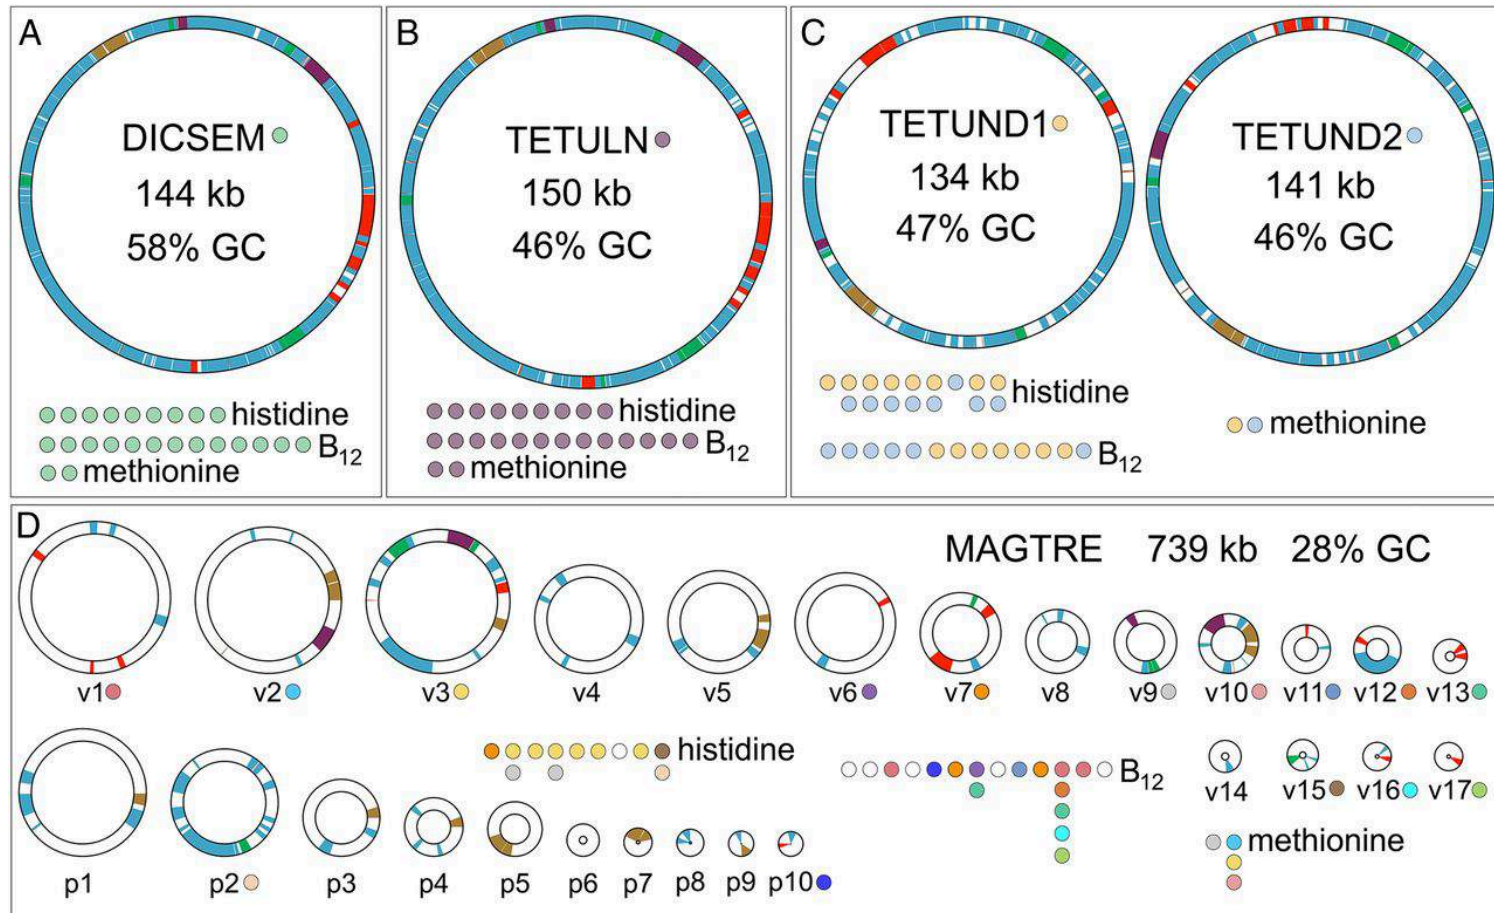 A
DICSEM
144 kb
58% GC
histidine
B12
methionine
B
TETULN
150 kb
46% GC
histidine
B12
methionine
C
TETUND1
134 kb
47% GC
TETUND2
141 kb
46% GC
histidine
methionine
B12
D
MAGTRE 739 kb 28% GC
v1 v2 v3 v4 v5 v6 v7 v8 v9 v10 v11 v12 v13
histidine
B12
v14 v15 v16 v17
methionine
p1 p2 p3 p4 p5 p6 p7 p8 p9 p10